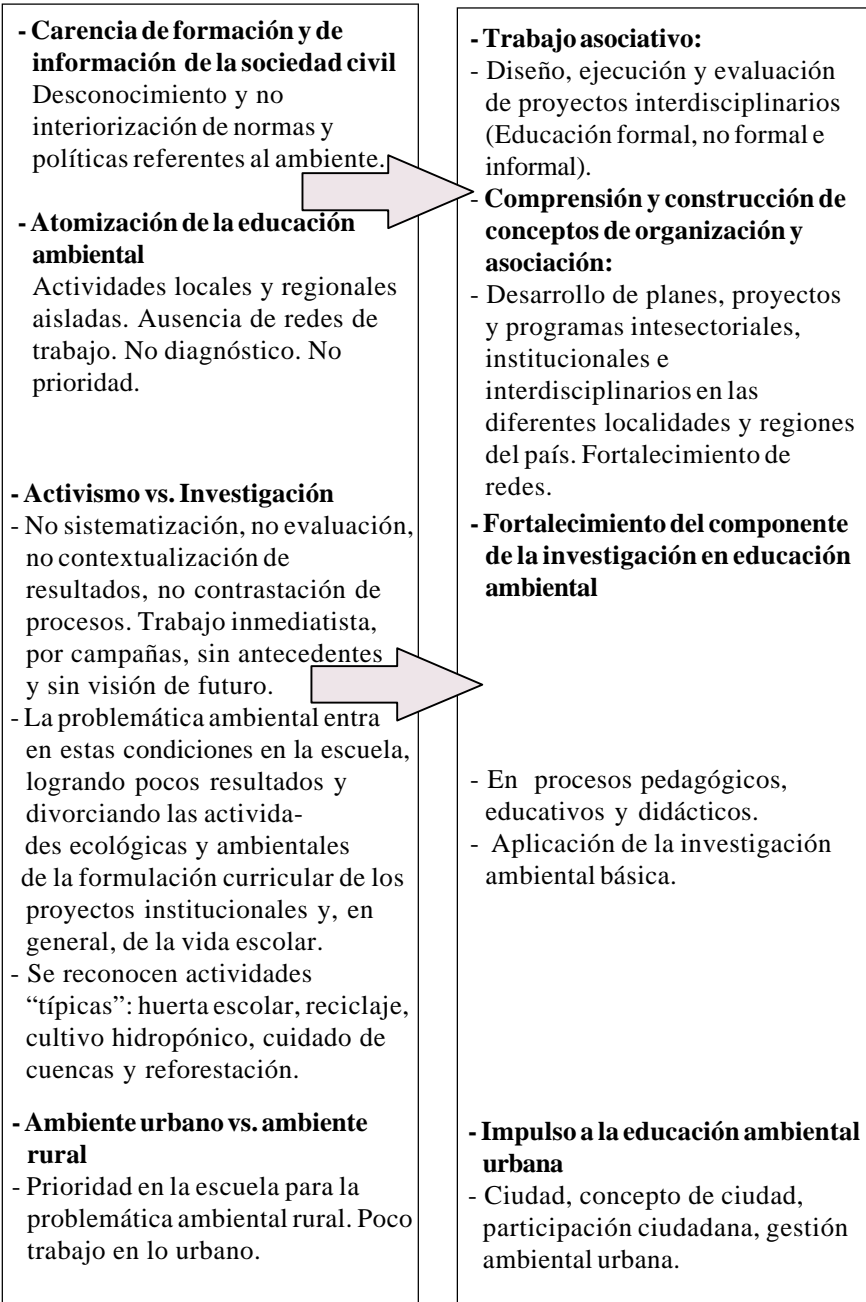 - Carencia de formación y de
información de la sociedad civil
Desconocimiento y no
interiorización de normas y
políticas referentes al ambiente.
- Atomización de la educación
ambiental
Actividades locales y regionales
aisladas. Ausencia de redes de
trabajo. No diagnóstico. No
prioridad.
- Activismo vs. Investigación
- No sistematización, no evaluación,
no contextualización de
resultados, no contrastación de
procesos. Trabajo inmediatista,
por campañas, sin antecedentes
y sin visión de futuro.
- La problemática ambiental entra
en estas condiciones en la escuela,
logrando pocos resultados y
divorciando las activida-
des ecológicas y ambientales
de la formulación curricular de los
proyectos institucionales y, en
general, de la vida escolar.
- Se reconocen actividades
“típicas”: huerta escolar, reciclaje,
cultivo hidropónico, cuidado de
cuencas y reforestación.
- Ambiente urbano vs. ambiente
rural
- Prioridad en la escuela para la
problemática ambiental rural. Poco
trabajo en lo urbano.
- Trabajo asociativo:
- Diseño, ejecución y evaluación
de proyectos interdisciplinarios
(Educación formal, no formal e
informal).
- Comprensión y construcción de
conceptos de organización y
asociación:
- Desarrollo de planes, proyectos
y programas intesectoriales,
institucionales e
interdisciplinarios en las
diferentes localidades y regiones
del país. Fortalecimiento de
redes.
- Fortalecimiento del componente
de la investigación en educación
ambiental
- En procesos pedagógicos,
educativos y didácticos.
- Aplicación de la investigación
ambiental básica.
- Impulso a la educación ambiental
urbana
- Ciudad, concepto de ciudad,
participación ciudadana, gestión
ambiental urbana.